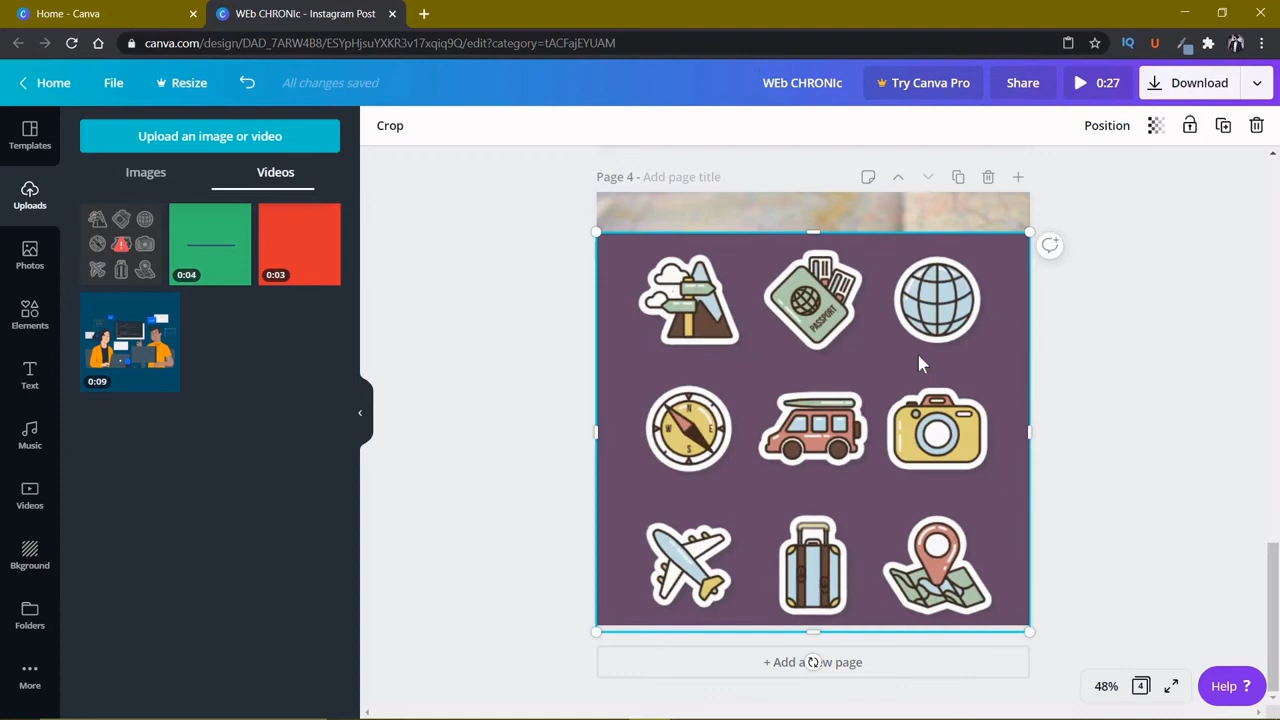 Home - Canva
WEb CHRONIc - Instagram Post
canva.com/design/DAD_7ARW4B8/ESYpHjsuYXKR3v17xqiq9Q/edit?category=tACFajEYUAM
Home
File
Resize
All changes saved
WEb CHRONIc
Try Canva Pro
Share
0:27
Download
Templates
Uploads
Photos
Elements
Text
Music
Videos
Bkground
Folders
More
Upload an image or video
Images
Videos
0:04
0:03
0:09
Crop
Position
Page 4 - Add page title
PASSPORT
N
W E
S
+ Add a new page
48%
4
Help ?